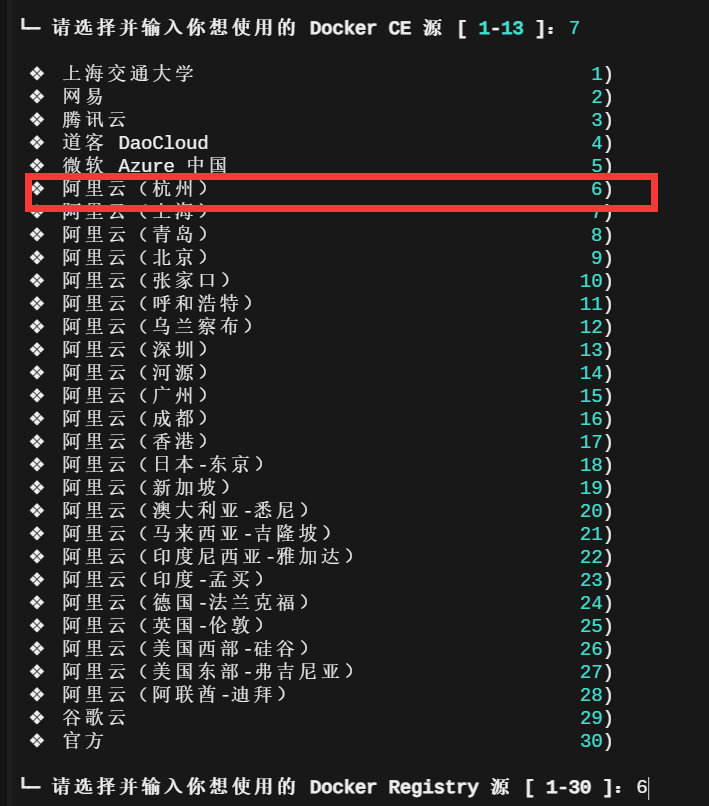 └─ 请选择并输入你想使用的 Docker CE 源 [ 1-13 ]: 7
❖ 上海交通大学 1)
❖ 网易 2)
❖ 腾讯云 3)
❖ 道客 DaoCloud 4)
❖ 微软 Azure 中国 5)
❖ 阿里云（杭州） 6)
❖ 阿里云（上海） 7)
❖ 阿里云（青岛） 8)
❖ 阿里云（北京） 9)
❖ 阿里云（张家口） 10)
❖ 阿里云（呼和浩特） 11)
❖ 阿里云（乌兰察布） 12)
❖ 阿里云（深圳） 13)
❖ 阿里云（河源） 14)
❖ 阿里云（广州） 15)
❖ 阿里云（成都） 16)
❖ 阿里云（香港） 17)
❖ 阿里云（日本-东京） 18)
❖ 阿里云（新加坡） 19)
❖ 阿里云（澳大利亚-悉尼） 20)
❖ 阿里云（马来西亚-吉隆坡） 21)
❖ 阿里云（印度尼西亚-雅加达） 22)
❖ 阿里云（印度-孟买） 23)
❖ 阿里云（德国-法兰克福） 24)
❖ 阿里云（英国-伦敦） 25)
❖ 阿里云（美国西部-硅谷） 26)
❖ 阿里云（美国东部-弗吉尼亚） 27)
❖ 阿里云（阿联酋-迪拜） 28)
❖ 谷歌云 29)
❖ 官方 30)
└─ 请选择并输入你想使用的 Docker Registry 源 [ 1-30 ]: 6